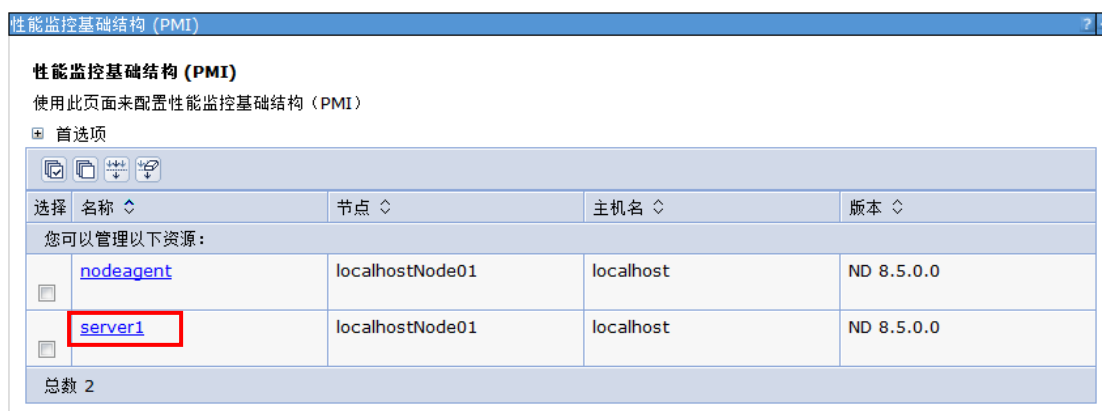 性能监控基础结构 (PMI)
?
性能监控基础结构 (PMI)
使用此页面来配置性能监控基础结构（PMI）
首选项
选择 名称 节点 主机名 版本
您可以管理以下资源：
nodeagent localhostNode01 localhost ND 8.5.0.0
server1 localhostNode01 localhost ND 8.5.0.0
总数 2